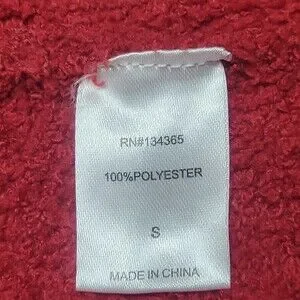 RN#134365
100%POLYESTER
S
MADE IN CHINA